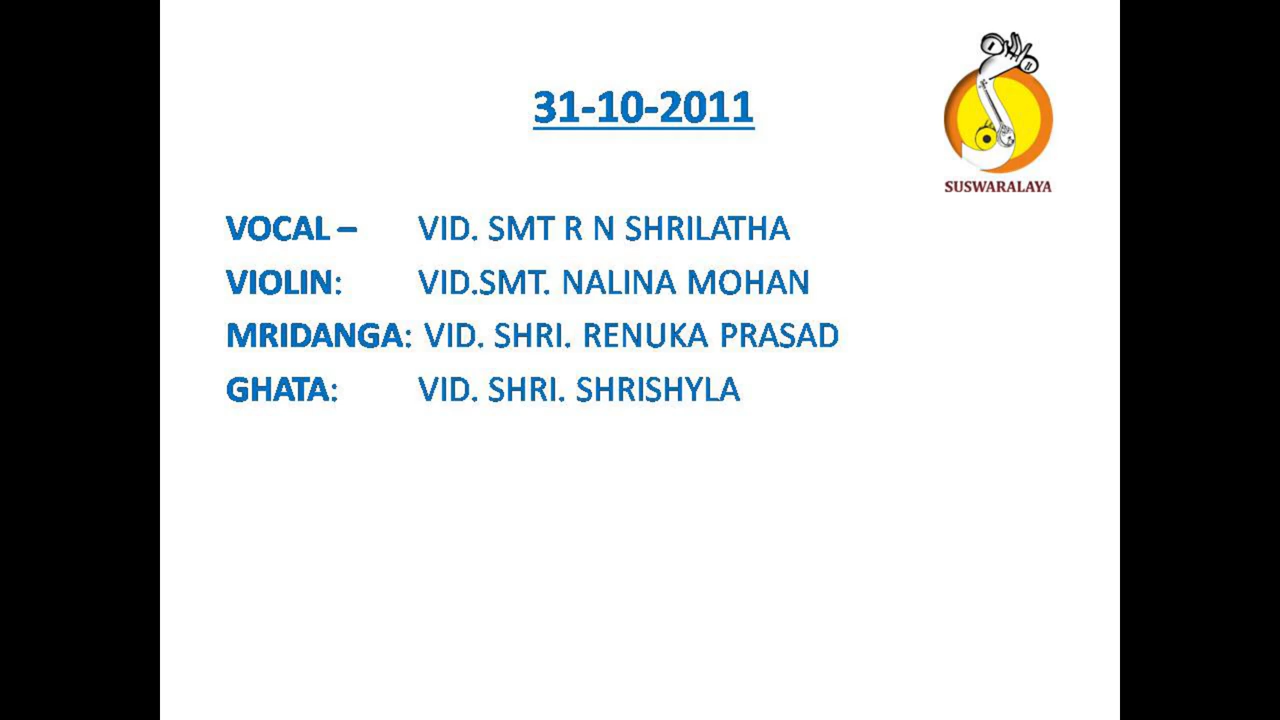 31-10-2011
SUSWARALAYA
VOCAL – VID. SMT R N SHRILATHA
VIOLIN: VID.SMT. NALINA MOHAN
MRIDANGA: VID. SHRI. RENUKA PRASAD
GHATA: VID. SHRI. SHRISHYLA